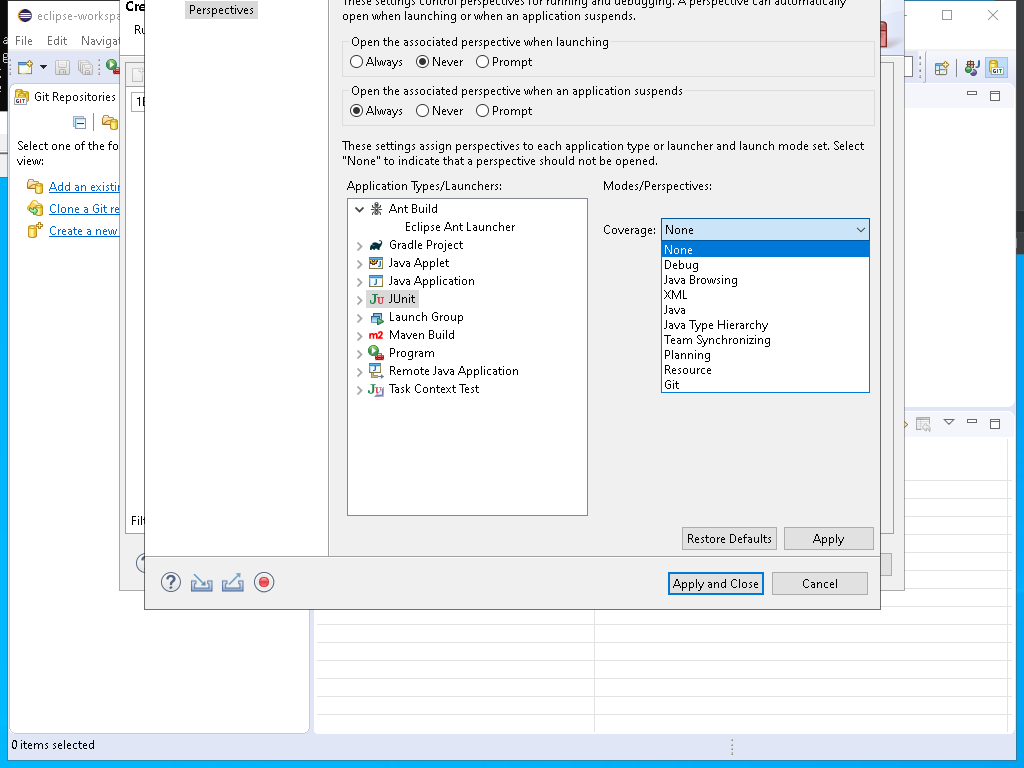 eclipse-workspa
Cre
Perspectives
These settings control perspectives for running and debugging. A perspective can automatically
open when launching or when an application suspends.
File Edit Navigat
Ru
Open the associated perspective when launching
Always Never Prompt
Open the associated perspective when an application suspends
Always Never Prompt
Git Repositories
GIT
Select one of the fo
view:
Add an existin
Clone a Git re
Create a new
These settings assign perspectives to each application type or launcher and launch mode set. Select
"None" to indicate that a perspective should not be opened.
Application Types/Launchers:
Modes/Perspectives:
Ant Build
Eclipse Ant Launcher
Gradle Project
Java Applet
Java Application
JUnit
Launch Group
Maven Build
Program
Remote Java Application
Task Context Test
Coverage: None
None
Debug
Java Browsing
XML
Java
Java Type Hierarchy
Team Synchronizing
Planning
Resource
Git
Filt
Restore Defaults Apply
Apply and Close Cancel
0 items selected